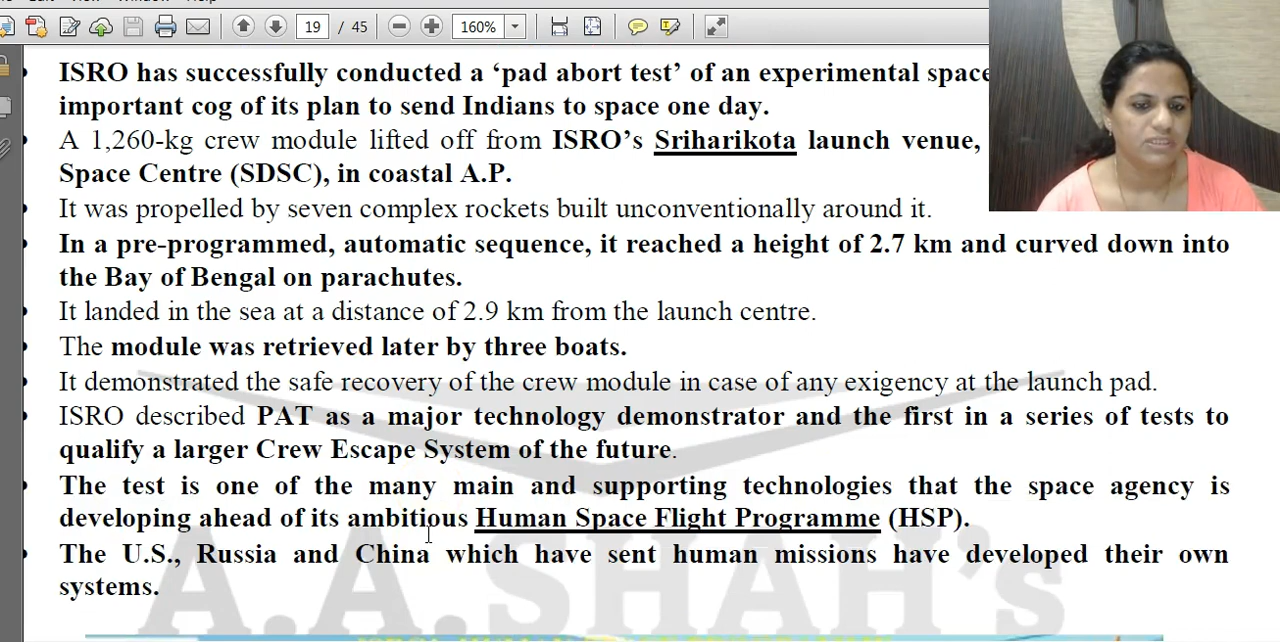 19 / 45
160%
ISRO has successfully conducted a ‘pad abort test’ of an experimental space
important cog of its plan to send Indians to space one day.
A 1,260-kg crew module lifted off from ISRO’s Sriharikota launch venue,
Space Centre (SDSC), in coastal A.P.
It was propelled by seven complex rockets built unconventionally around it.
In a pre-programmed, automatic sequence, it reached a height of 2.7 km and curved down into
the Bay of Bengal on parachutes.
It landed in the sea at a distance of 2.9 km from the launch centre.
The module was retrieved later by three boats.
It demonstrated the safe recovery of the crew module in case of any exigency at the launch pad.
ISRO described PAT as a major technology demonstrator and the first in a series of tests to
qualify a larger Crew Escape System of the future.
The test is one of the many main and supporting technologies that the space agency is
developing ahead of its ambitious Human Space Flight Programme (HSP).
The U.S., Russia and China which have sent human missions have developed their own
systems.
A.A.SHAH's